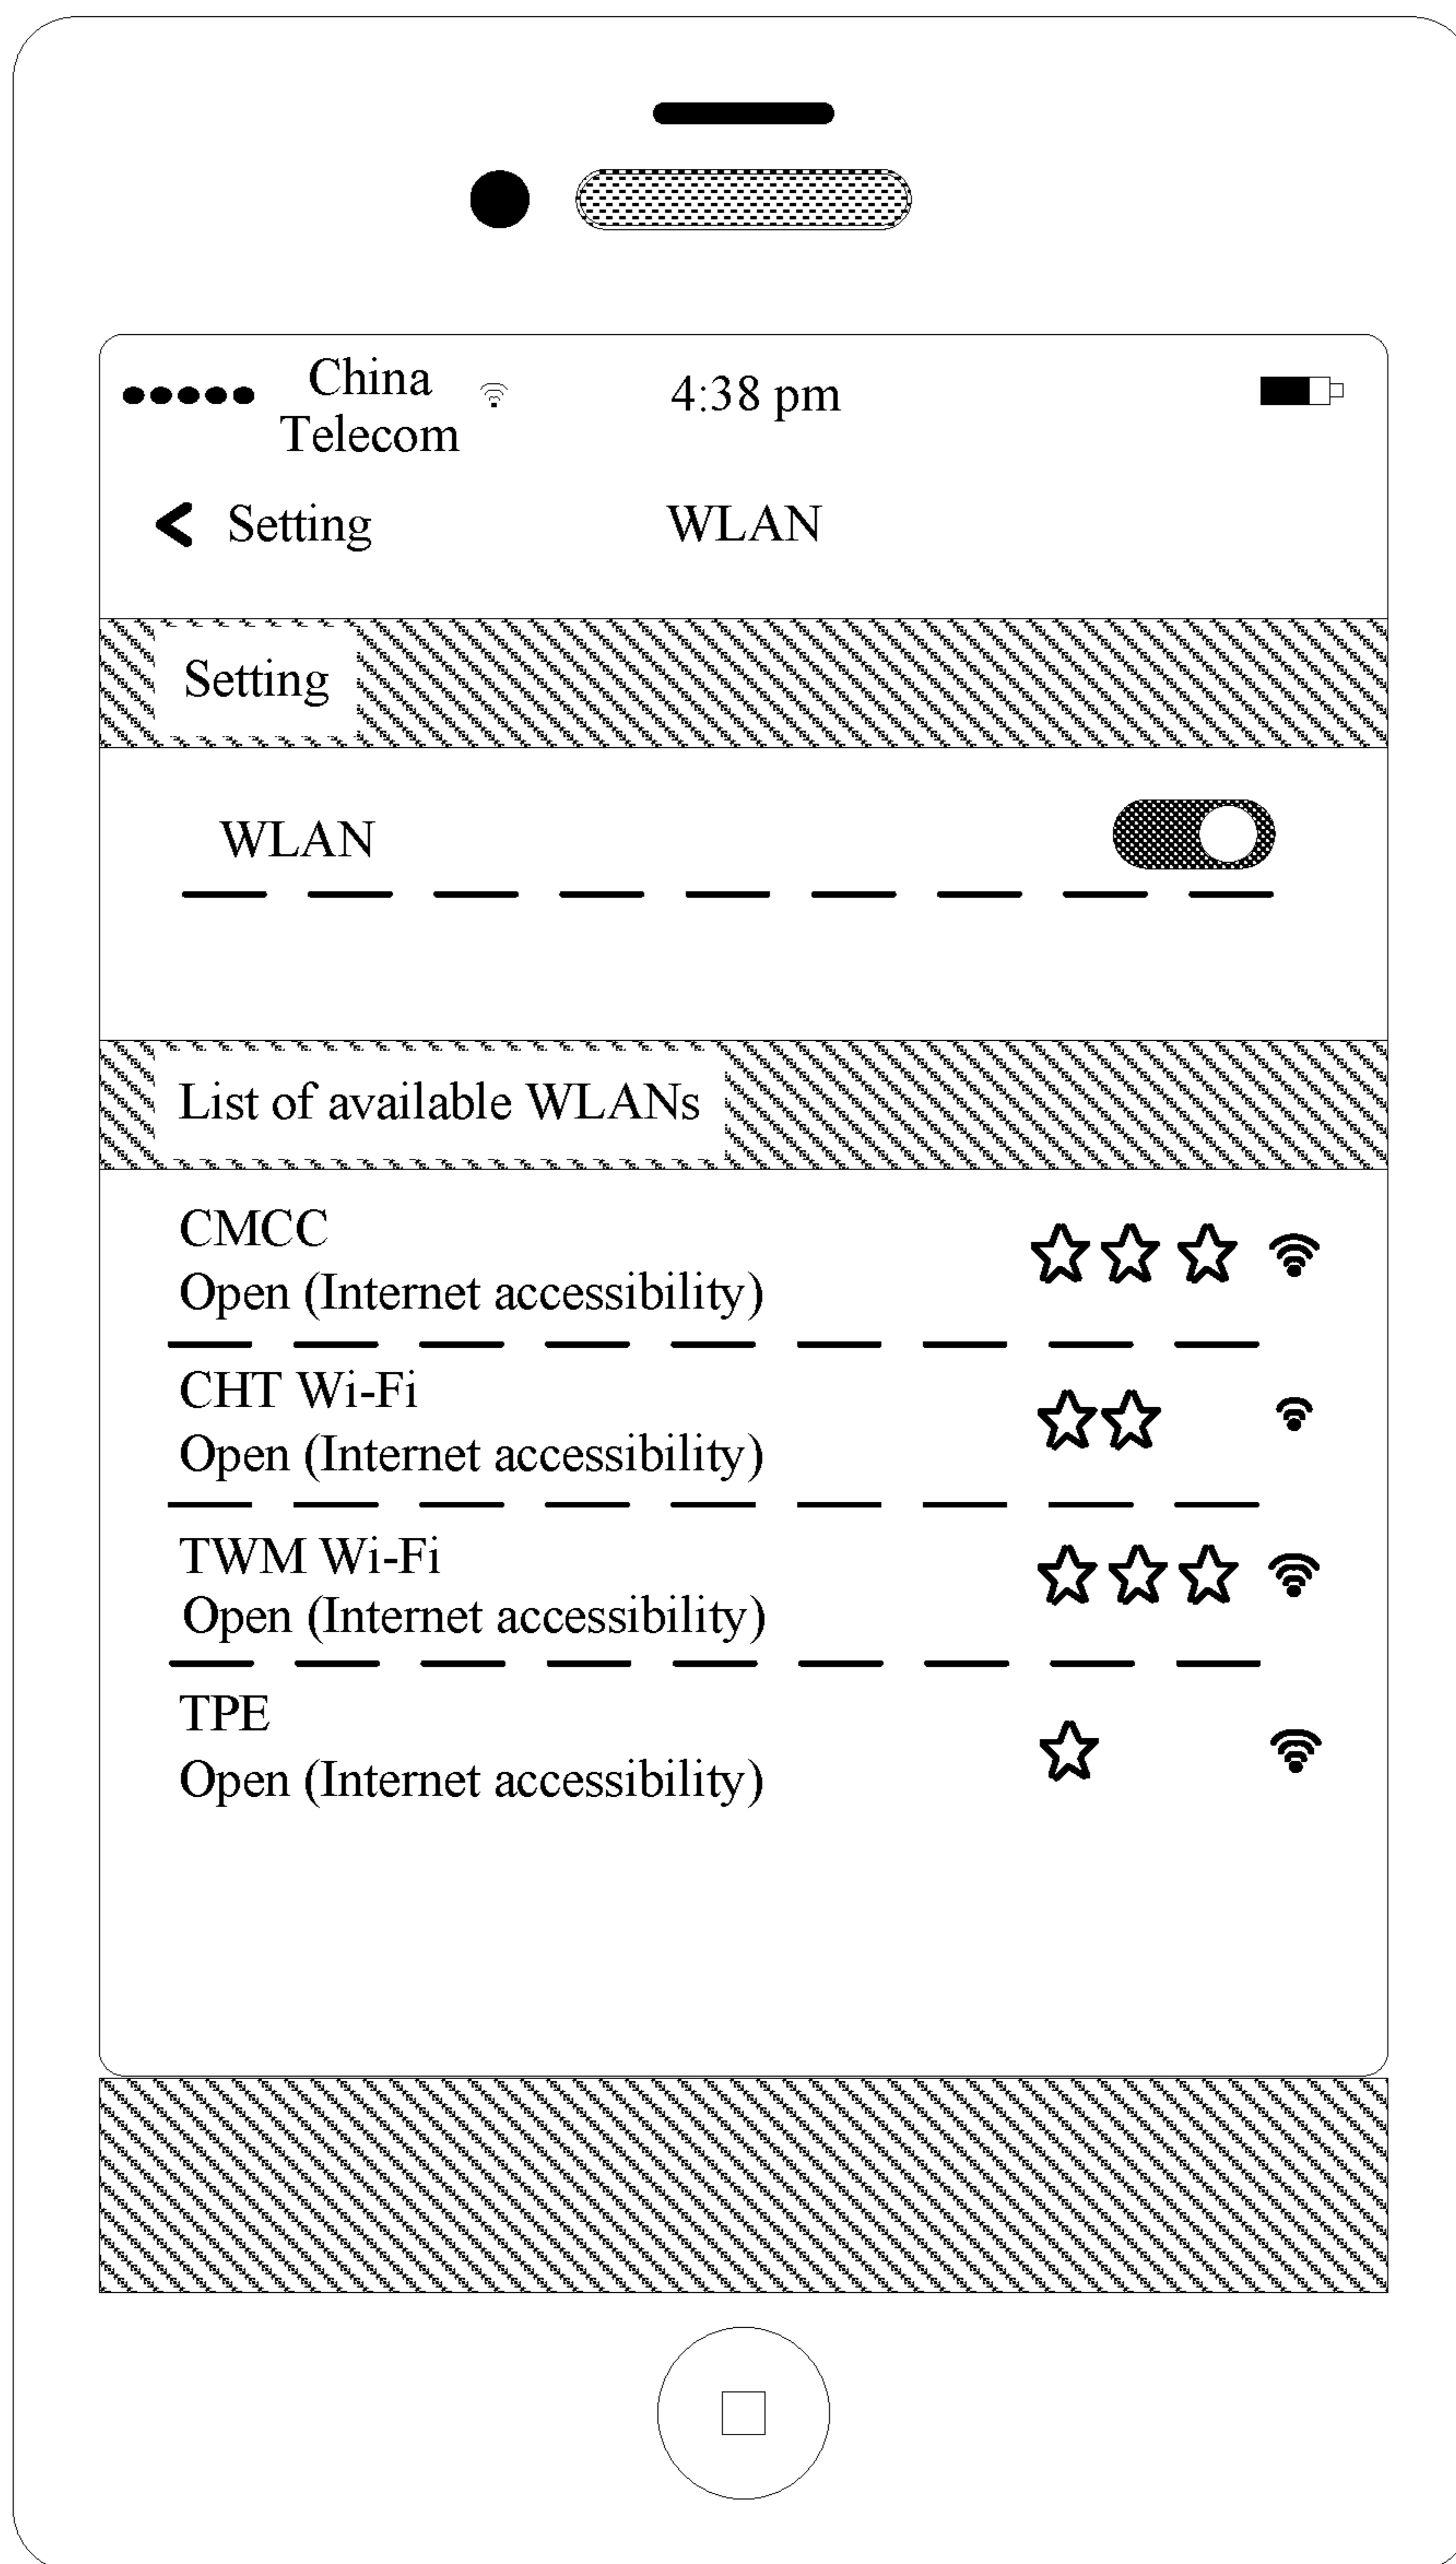 China
Telecom
4:38 pm
Setting
WLAN
Setting
WLAN
List of available WLANs
CMCC
Open (Internet accessibility)
CHT Wi-Fi
Open (Internet accessibility)
TWM Wi-Fi
Open (Internet accessibility)
TPE
Open (Internet accessibility)